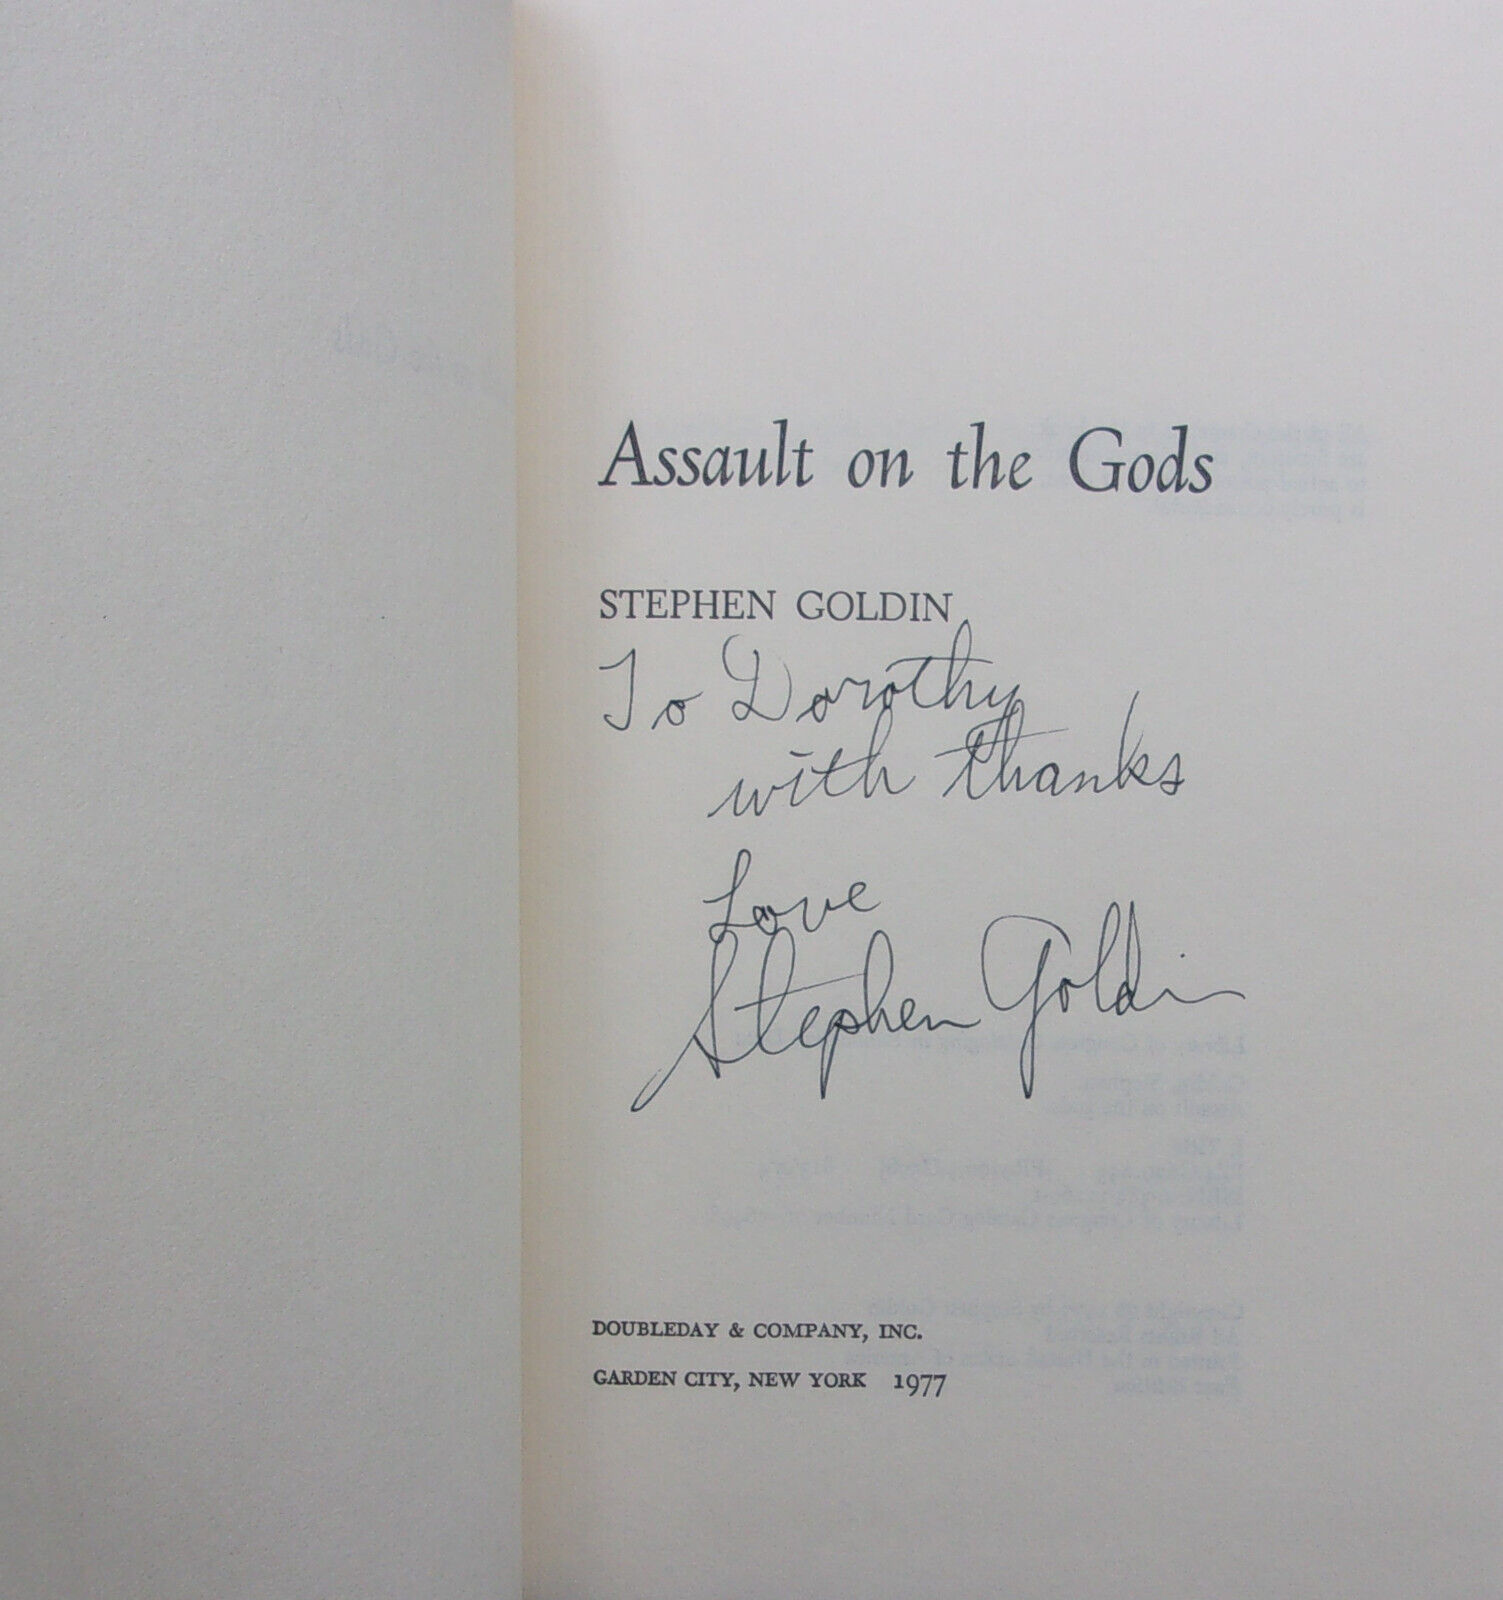 Assault on the Gods
STEPHEN GOLDIN
To Dorothy
with thanks
Love
Stephen Goldin
DOUBLEDAY & COMPANY, INC.
GARDEN CITY, NEW YORK 1977